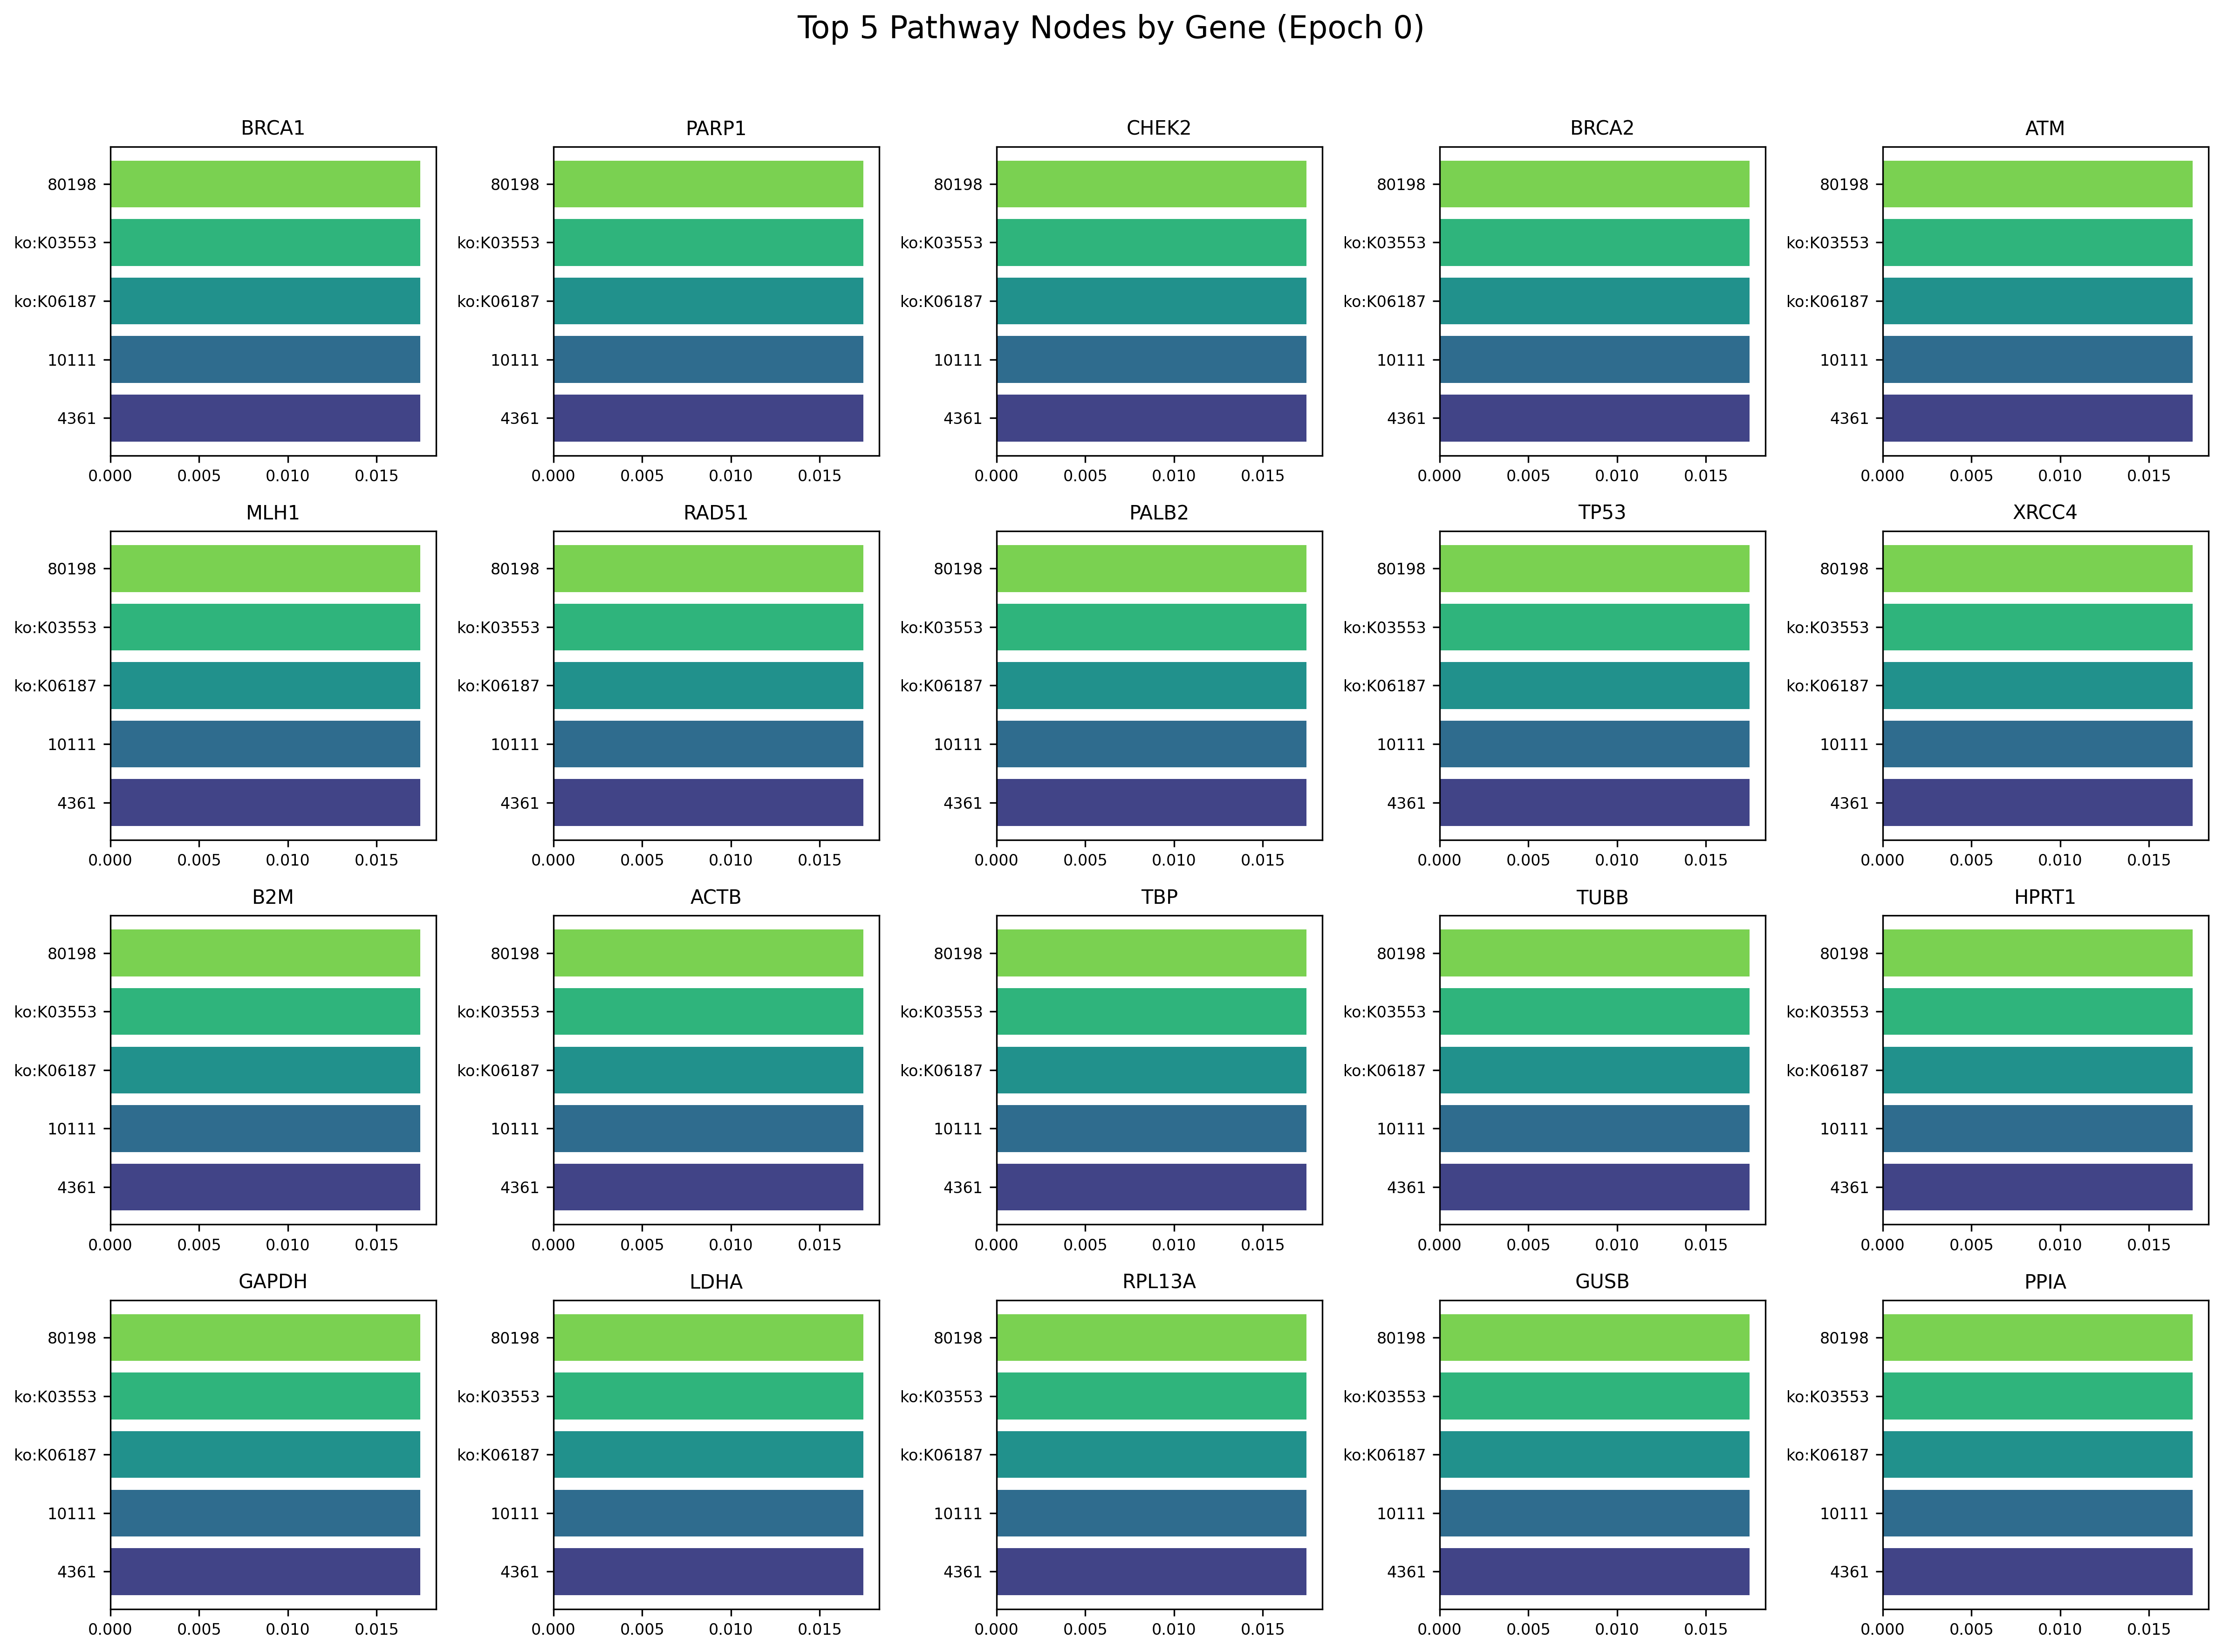 Top 5 Pathway Nodes by Gene (Epoch 0)
BRCA1 PARP1 CHEK2 BRCA2 ATM
80198 80198 80198 80198 80198
ko:K03553 ko:K03553 ko:K03553 ko:K03553 ko:K03553
ko:K06187 ko:K06187 ko:K06187 ko:K06187 ko:K06187
10111 10111 10111 10111 10111
4361 4361 4361 4361 4361
0.000 0.005 0.010 0.015 0.000 0.005 0.010 0.015 0.000 0.005 0.010 0.015 0.000 0.005 0.010 0.015 0.000 0.005 0.010 0.015
MLH1 RAD51 PALB2 TP53 XRCC4
80198 80198 80198 80198 80198
ko:K03553 ko:K03553 ko:K03553 ko:K03553 ko:K03553
ko:K06187 ko:K06187 ko:K06187 ko:K06187 ko:K06187
10111 10111 10111 10111 10111
4361 4361 4361 4361 4361
0.000 0.005 0.010 0.015 0.000 0.005 0.010 0.015 0.000 0.005 0.010 0.015 0.000 0.005 0.010 0.015 0.000 0.005 0.010 0.015
B2M ACTB TBP TUBB HPRT1
80198 80198 80198 80198 80198
ko:K03553 ko:K03553 ko:K03553 ko:K03553 ko:K03553
ko:K06187 ko:K06187 ko:K06187 ko:K06187 ko:K06187
10111 10111 10111 10111 10111
4361 4361 4361 4361 4361
0.000 0.005 0.010 0.015 0.000 0.005 0.010 0.015 0.000 0.005 0.010 0.015 0.000 0.005 0.010 0.015 0.000 0.005 0.010 0.015
GAPDH LDHA RPL13A GUSB PPIA
80198 80198 80198 80198 80198
ko:K03553 ko:K03553 ko:K03553 ko:K03553 ko:K03553
ko:K06187 ko:K06187 ko:K06187 ko:K06187 ko:K06187
10111 10111 10111 10111 10111
4361 4361 4361 4361 4361
0.000 0.005 0.010 0.015 0.000 0.005 0.010 0.015 0.000 0.005 0.010 0.015 0.000 0.005 0.010 0.015 0.000 0.005 0.010 0.015